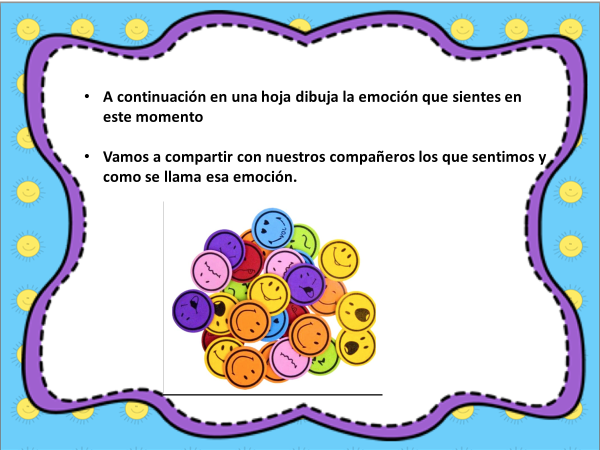 • A continuación en una hoja dibuja la emoción que sientes en
este momento
• Vamos a compartir con nuestros compañeros los que sentimos y
como se llama esa emoción.